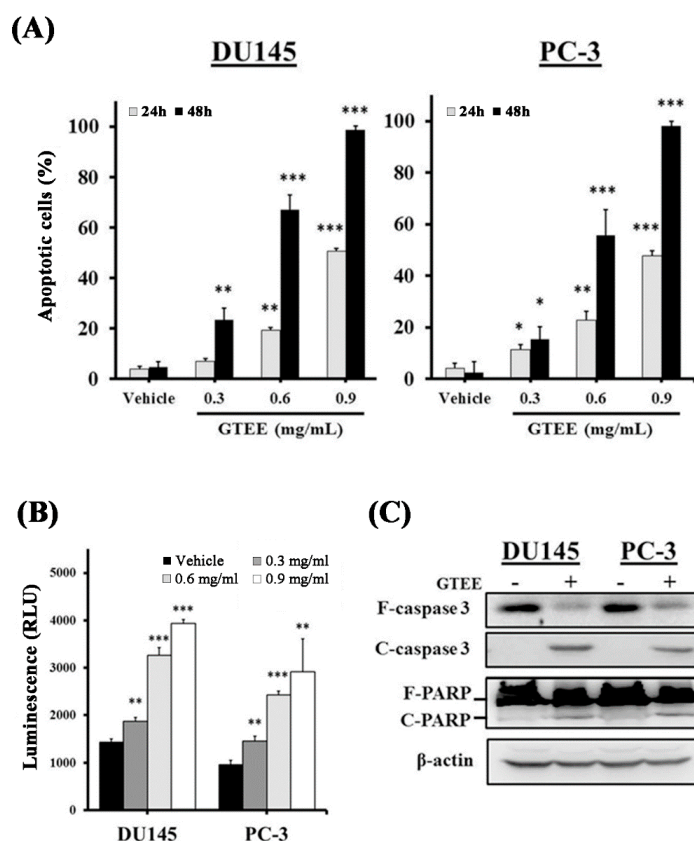 (A)
DU145
PC-3
24h 48h
24h 48h
Apoptotic cells (%)
100
80
60
40
20
0
** ** *** *** ***
Vehicle 0.3 0.6 0.9
GTEE (mg/mL)
100
80
60
40
20
0
* * ** *** *** ***
Vehicle 0.3 0.6 0.9
GTEE (mg/mL)
(B)
Vehicle 0.3 mg/ml
0.6 mg/ml 0.9 mg/ml
Luminescence (RLU)
5000
4000
3000
2000
1000
0
** *** ***
** *** **
DU145 PC-3
(C)
DU145 PC-3
GTEE - + - +
F-caspase 3
C-caspase 3
F-PARP
C-PARP
β-actin